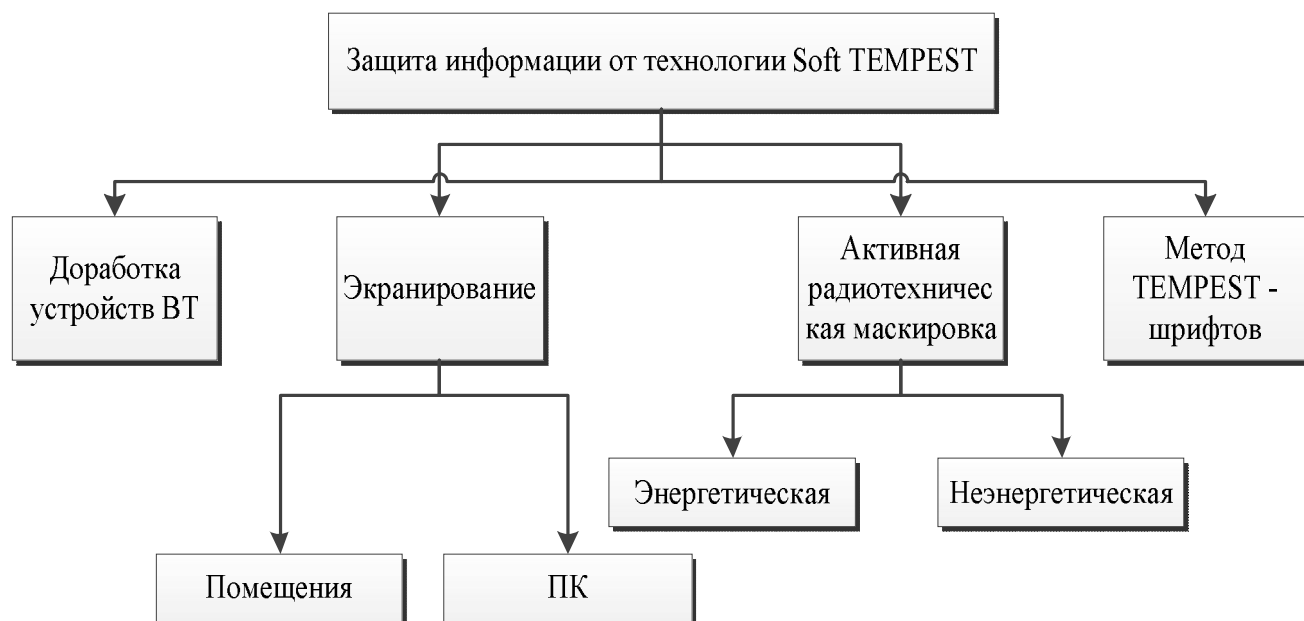 Защита информации от технологии Soft TEMPEST
Доработка
устройств ВТ
Экранирование
Активная
радиотехничес
кая маскировка
Метод
TEMPEST -
шрифтов
Энергетическая
Неэнергетическая
Помещения
ПК